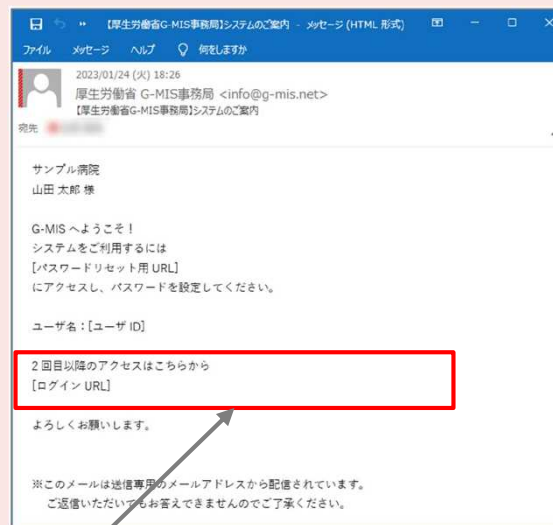 【厚生労働省G-MIS事務局】システムのご案内 - メッセージ (HTML 形式)
ファイル メッセージ ヘルプ 何をしますか
2023/01/24 (火) 18:26
厚生労働省 G-MIS事務局 <info@g-mis.net>
【厚生労働省G-MIS事務局】システムのご案内
宛先
サンプル病院
山田 太郎 様
G-MIS へようこそ！
システムをご利用するには
[パスワードリセット用 URL]
にアクセスし、パスワードを設定してください。
ユーザ名：[ユーザ ID]
2 回目以降のアクセスはこちらから
[ログイン URL]
よろしくお願いします。
※このメールは送信専用のメールアドレスから配信されています。
ご返信いただいてもお答えできませんのでご了承ください。